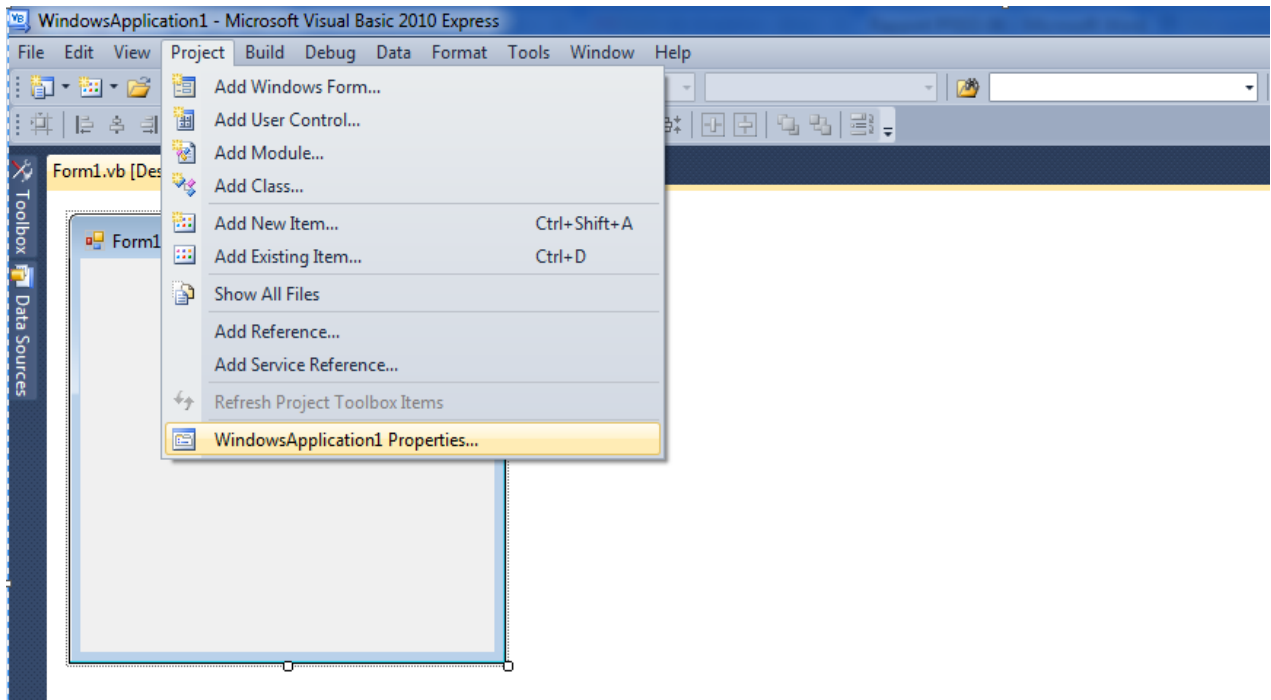 WindowsApplication1 - Microsoft Visual Basic 2010 Express
File Edit View Project Build Debug Data Format Tools Window Help
Add Windows Form...
Add User Control...
Add Module...
Form1.vb [Des
Add Class...
Add New Item... Ctrl+Shift+A
Form1
Add Existing Item... Ctrl+D
Show All Files
Add Reference...
Add Service Reference...
Refresh Project Toolbox Items
WindowsApplication1 Properties...
Toolbox
Data Sources